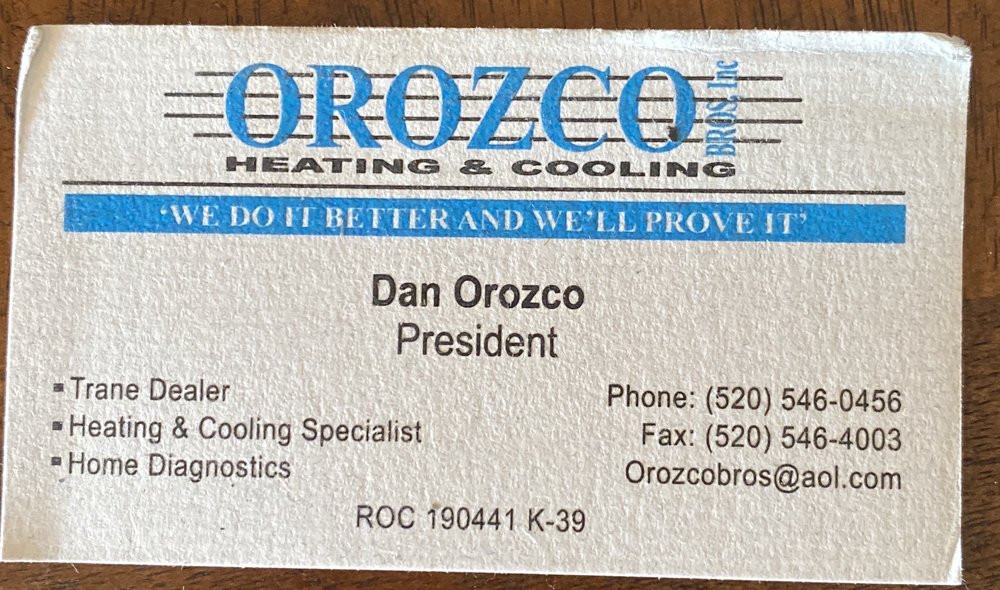 OROZCO BROS. Inc
HEATING & COOLING
‘WE DO IT BETTER AND WE’LL PROVE IT’
Dan Orozco
President
▪ Trane Dealer
▪ Heating & Cooling Specialist
▪ Home Diagnostics
Phone: (520) 546-0456
Fax: (520) 546-4003
Orozcobros@aol.com
ROC 190441 K-39